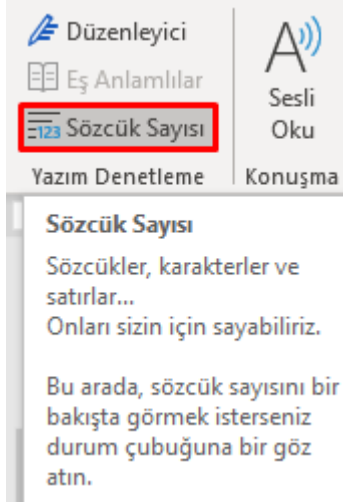 Düzenleyici
Eş Anlamlılar
123 Sözcük Sayısı
Yazım Denetleme
A
Sesli
Oku
Konuşma
Sözcük Sayısı
Sözcükler, karakterler ve
satırlar...
Onları sizin için sayabiliriz.
Bu arada, sözcük sayısını bir
bakışta görmek isterseniz
durum çubuğuna bir göz
atın.